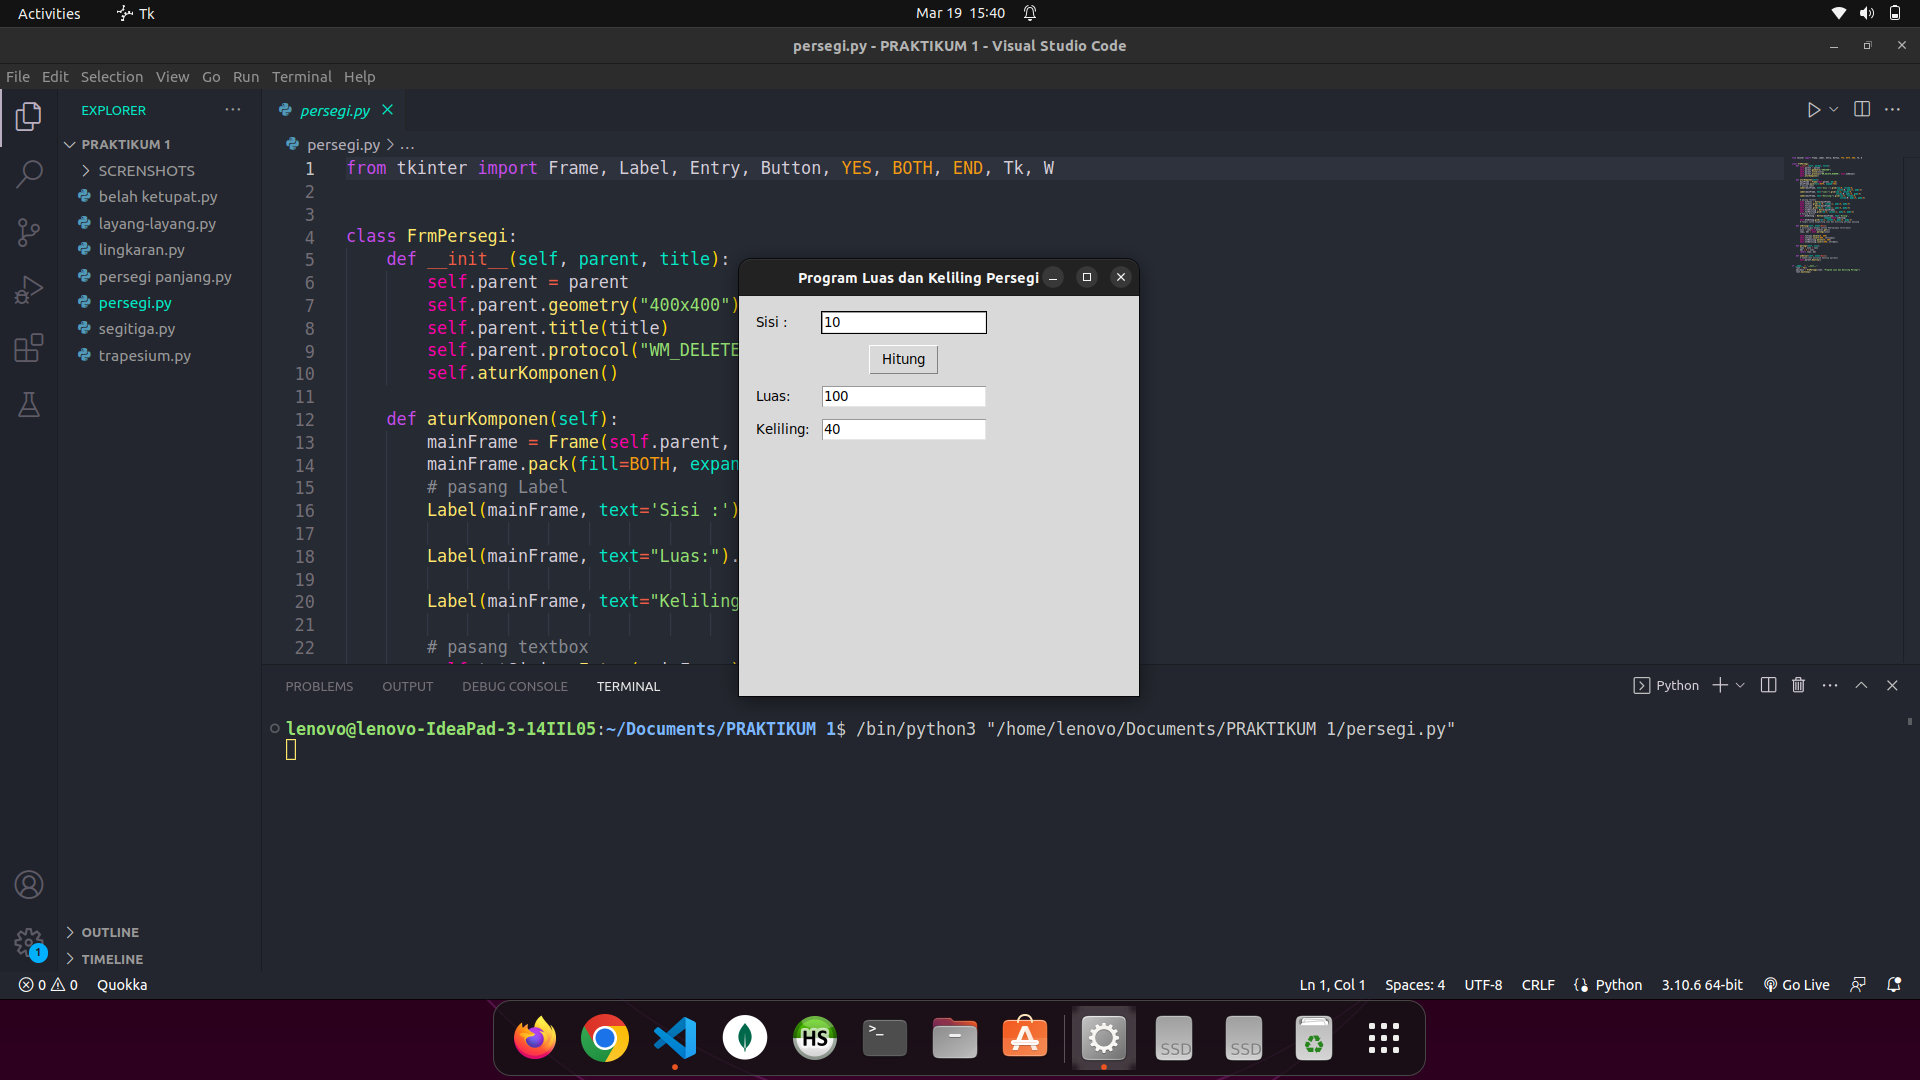 Activities
Tk
Mar 19 15:40
persegi.py - PRAKTIKUM 1 - Visual Studio Code
File Edit Selection View Go Run Terminal Help
EXPLORER
PRAKTIKUM 1
SCRENSHOTS
belah ketupat.py
layang-layang.py
lingkaran.py
persegi panjang.py
persegi.py
segitiga.py
trapesium.py
OUTLINE
TIMELINE
persegi.py
persegi.py > ...
1 from tkinter import Frame, Label, Entry, Button, YES, BOTH, END, Tk, W
2
3
4 class FrmPersegi:
5 def __init__(self, parent, title):
6 self.parent = parent
7 self.parent.geometry("400x400")
8 self.parent.title(title)
9 self.parent.protocol("WM_DELETE
10 self.aturKomponen()
11
12 def aturKomponen(self):
13 mainFrame = Frame(self.parent,
14 mainFrame.pack(fill=BOTH, expan
15 # pasang Label
16 Label(mainFrame, text='Sisi :')
17
18 Label(mainFrame, text="Luas:").
19
20 Label(mainFrame, text="Keliling
21
22 # pasang textbox
Program Luas dan Keliling Persegi
Sisi : 10
Hitung
Luas: 100
Keliling: 40
PROBLEMS OUTPUT DEBUG CONSOLE TERMINAL
Python
lenovo@lenovo-IdeaPad-3-14IIL05:~/Documents/PRAKTIKUM 1$ /bin/python3 "/home/lenovo/Documents/PRAKTIKUM 1/persegi.py"
1
0 0 Quokka
Ln 1, Col 1 Spaces: 4 UTF-8 CRLF Python 3.10.6 64-bit Go Live
HS
>_
SSD
SSD